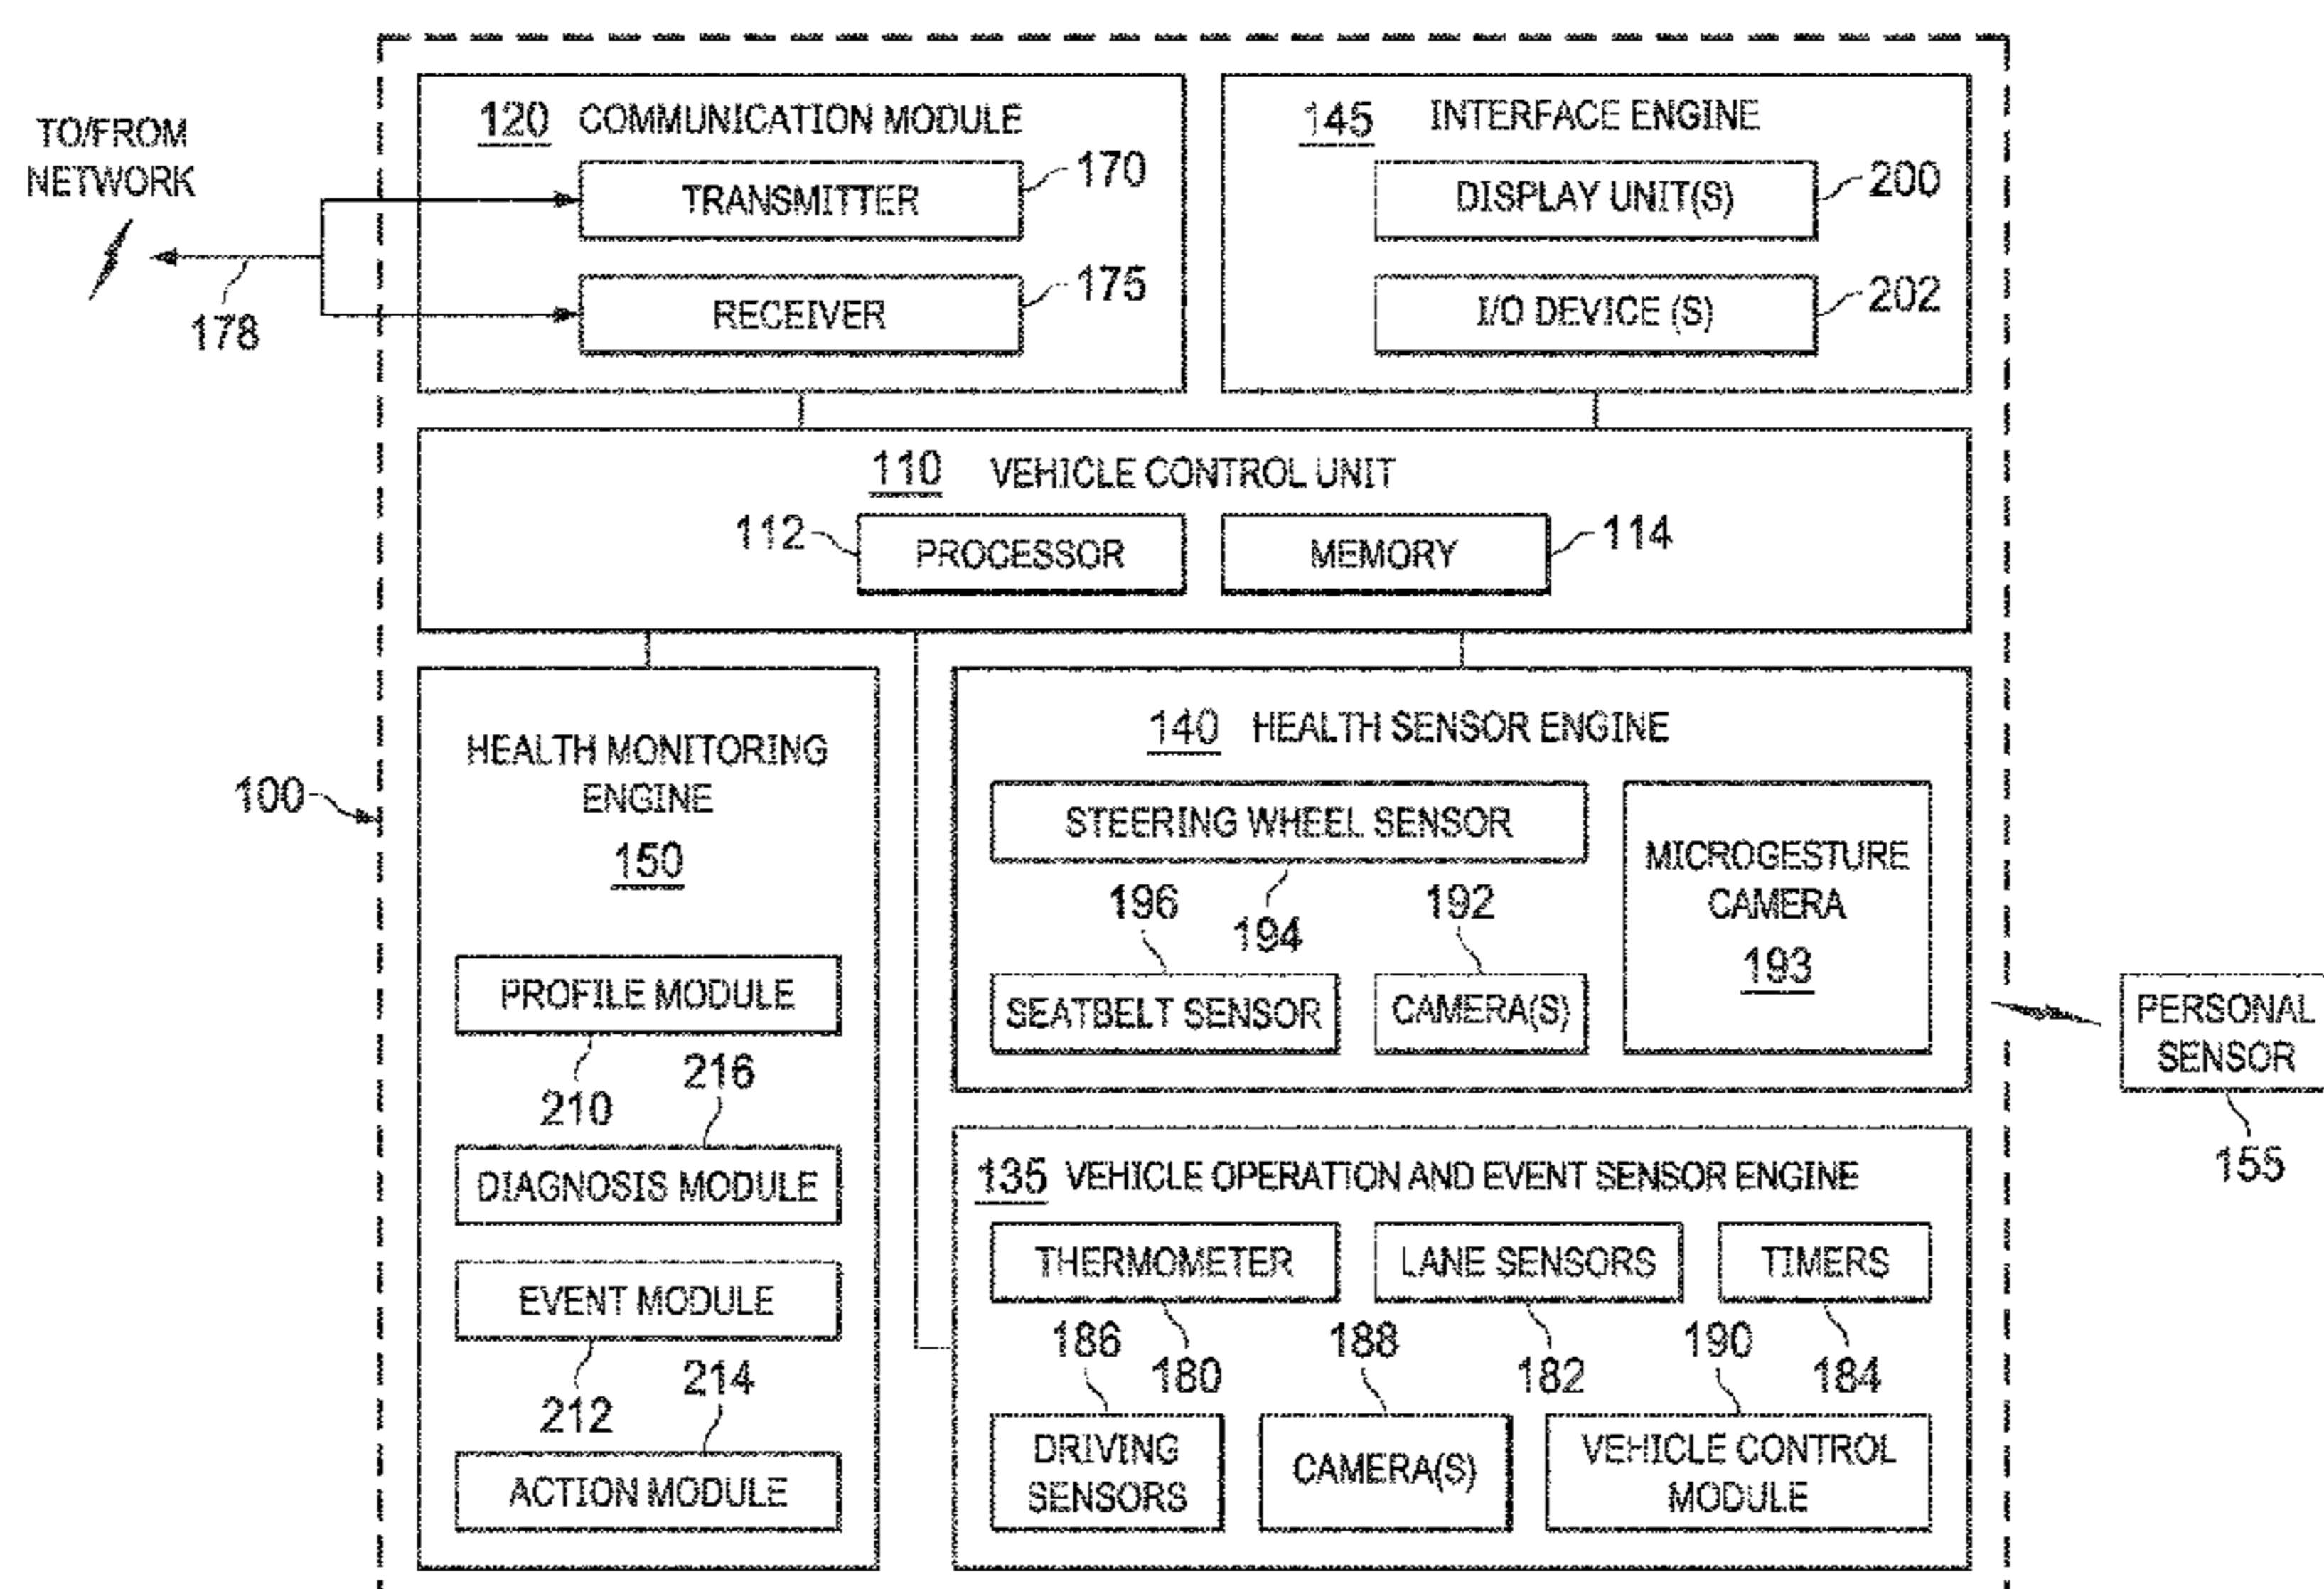 TO/FROM
NETWORK
178
120 COMMUNICATION MODULE
TRANSMITTER
170
RECEIVER
175
145 INTERFACE ENGINE
DISPLAY UNIT(S)
200
I/O DEVICE (S)
202
110 VEHICLE CONTROL UNIT
112
PROCESSOR
MEMORY
114
100
HEALTH MONITORING
ENGINE
150
PROFILE MODULE
210
216
DIAGNOSIS MODULE
EVENT MODULE
212
214
ACTION MODULE
140 HEALTH SENSOR ENGINE
STEERING WHEEL SENSOR
194
196
SEATBELT SENSOR
192
CAMERA(S)
MICROGESTURE
CAMERA
193
PERSONAL
SENSOR
155
135 VEHICLE OPERATION AND EVENT SENSOR ENGINE
THERMOMETER
180
LANE SENSORS
182
TIMERS
184
186
DRIVING
SENSORS
188
CAMERA(S)
190
VEHICLE CONTROL
MODULE